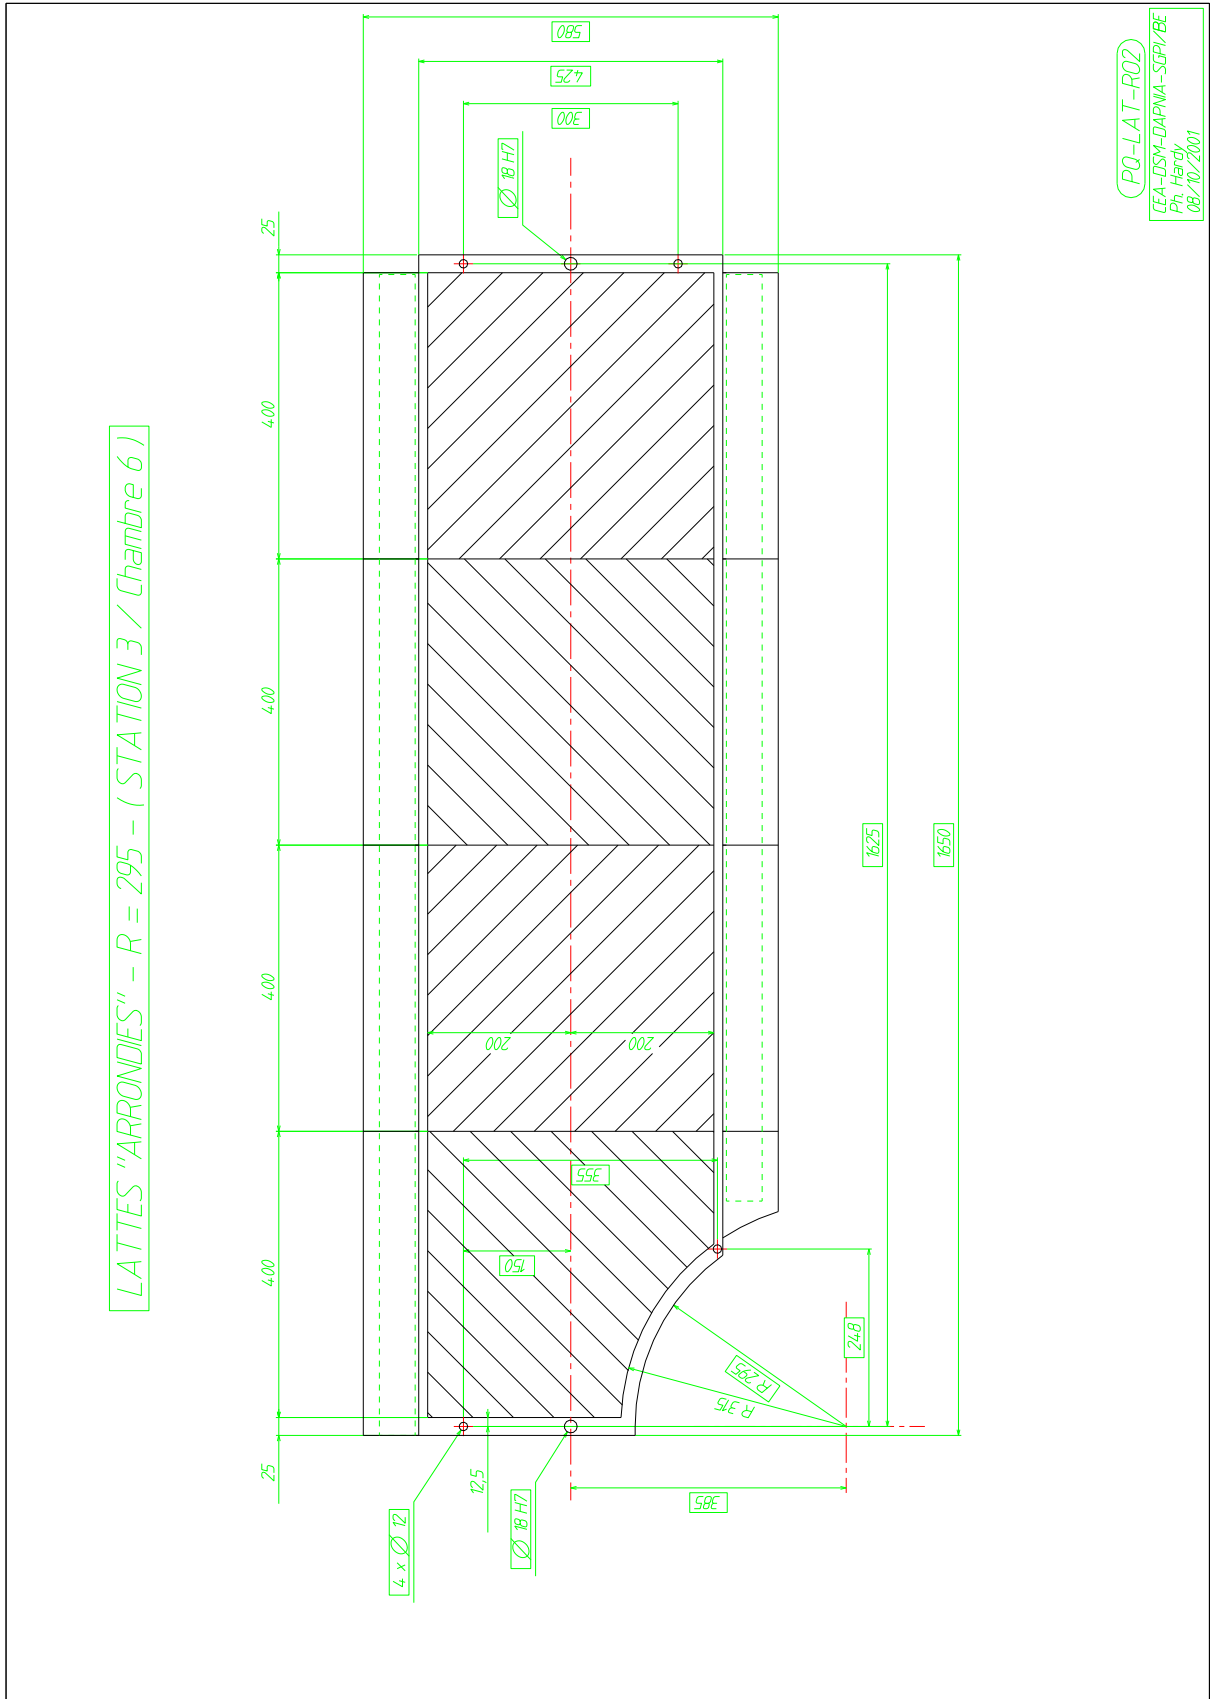 LATTES "ARRONDIES" - R = 295 - ( STATION 3 / Chambre 6 )
PQ-LAT-R02
CEA-DSM-DAPNIA-SGPI/BE
Ph. Hardy
08/10/2001
580
425
300
Ø 18 H7
25
400
400
400
400
25
200
200
355
150
12,5
4 x Ø 12
Ø 18 H7
R 295
R 315
385
248
1625
1650